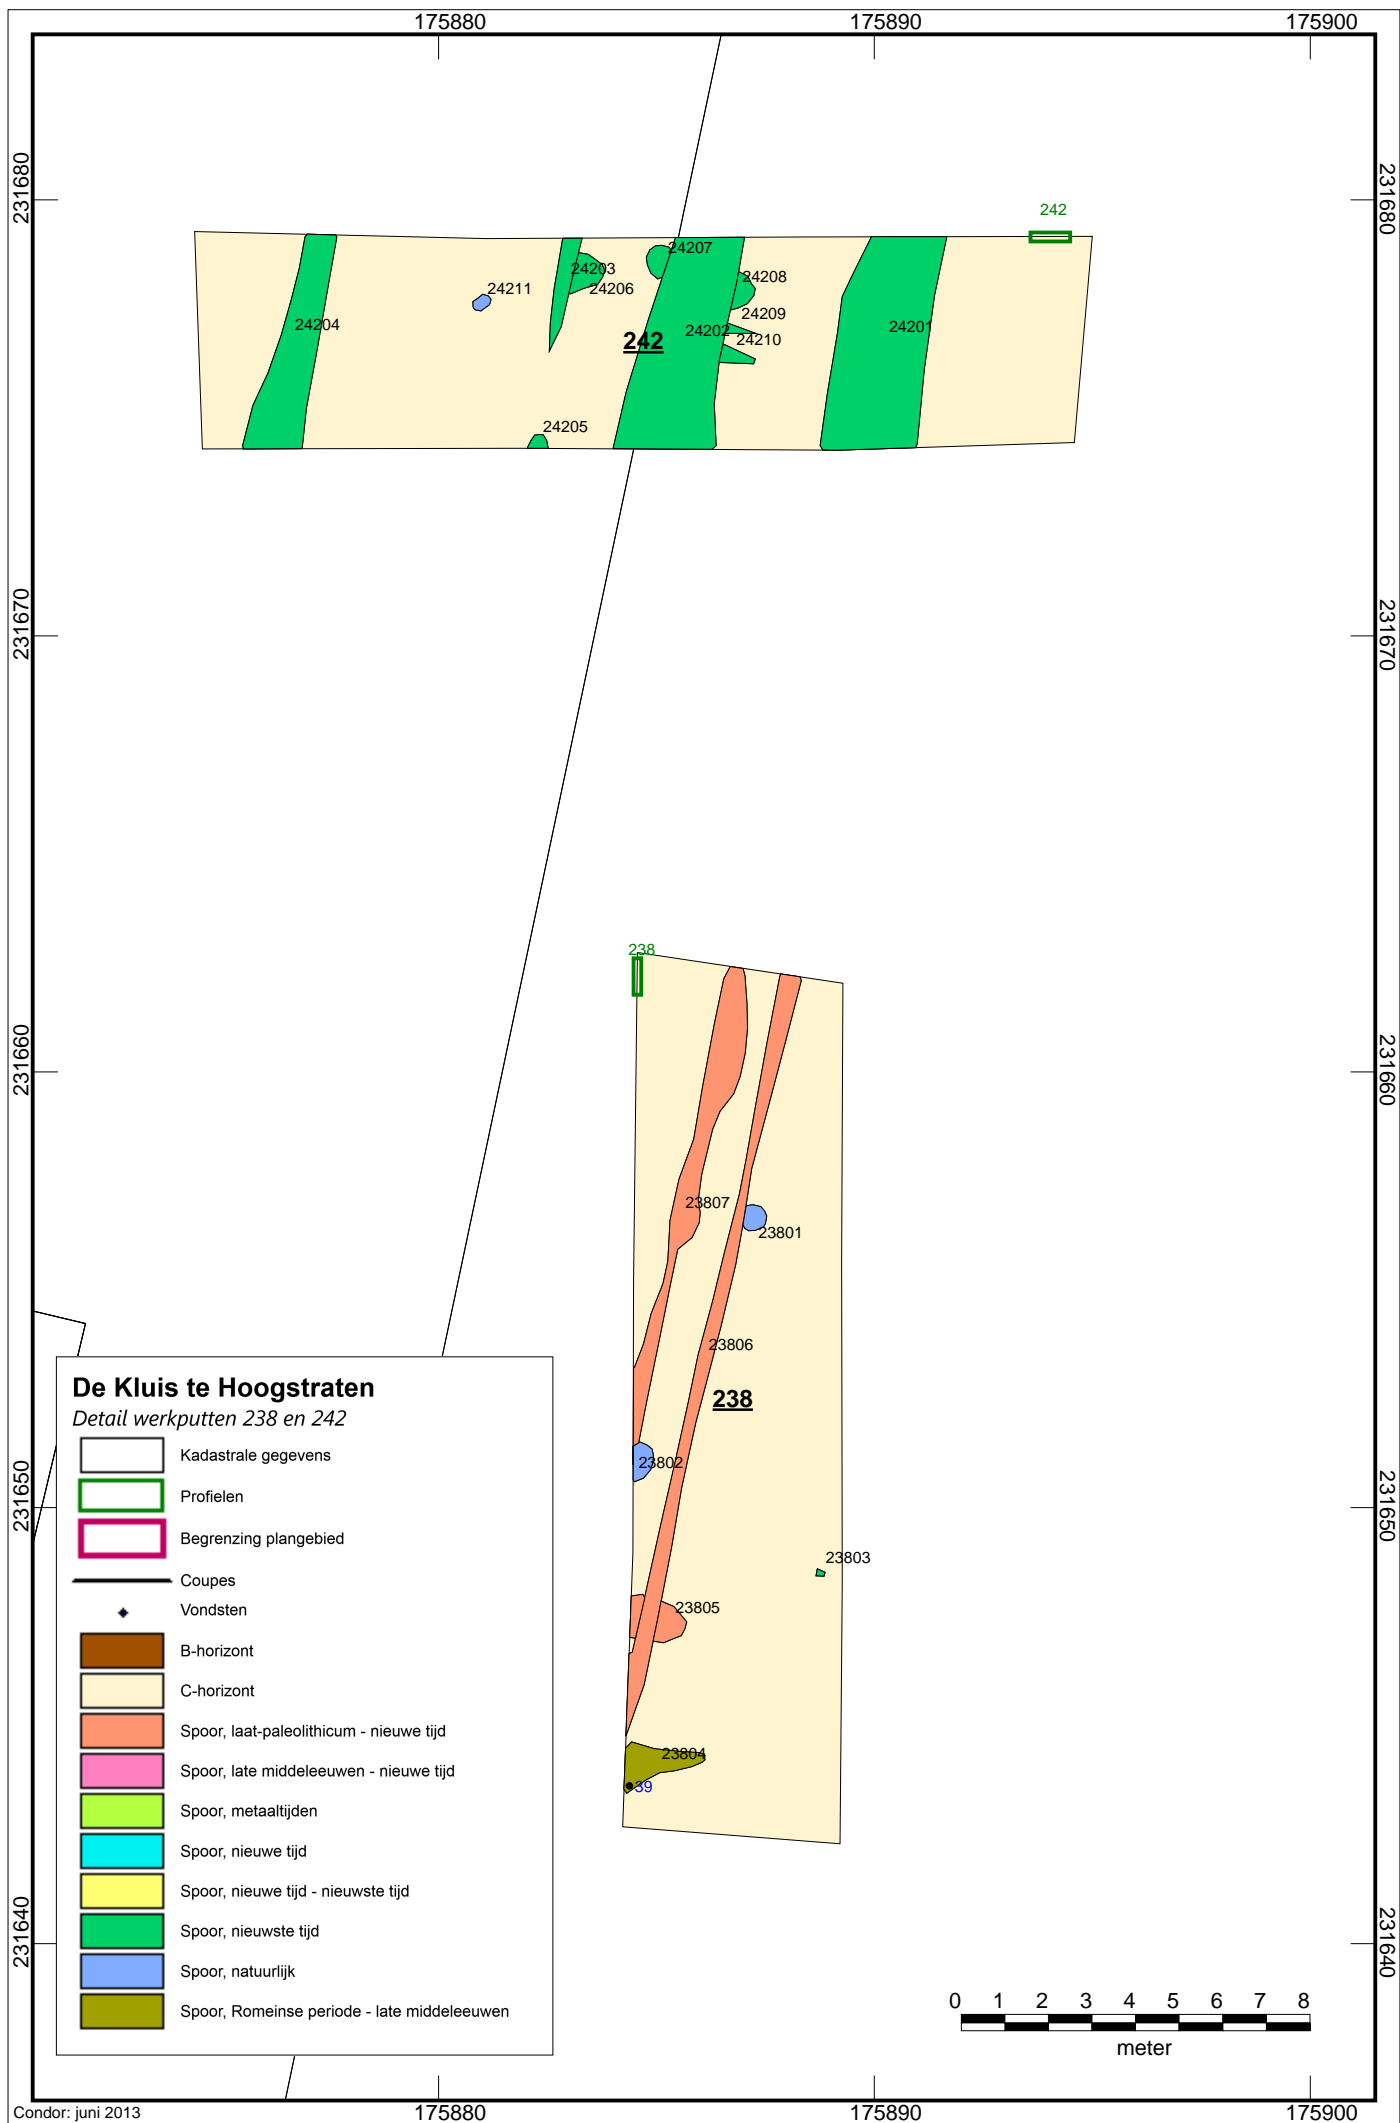 175880
175890
175900
231680
231680
242
24207
24203
24208
24211
24206
24209
24204
24202
24201
24210
242
24205
231670
231670
238
231660
231660
23807
23801
23806
238
De Kluis te Hoogstraten
Detail werkputten 238 en 242
Kadastrale gegevens
Profielen
Begrenzing plangebied
Coupes
Vondsten
B-horizont
C-horizont
Spoor, laat-paleolithicum - nieuwe tijd
Spoor, late middeleeuwen - nieuwe tijd
Spoor, metaaltijden
Spoor, nieuwe tijd
Spoor, nieuwe tijd - nieuwste tijd
Spoor, nieuwste tijd
Spoor, natuurlijk
Spoor, Romeinse periode - late middeleeuwen
23802
231650
231650
23803
23805
23804
39
231640
231640
0 1 2 3 4 5 6 7 8
meter
Condor: juni 2013
175880
175890
175900